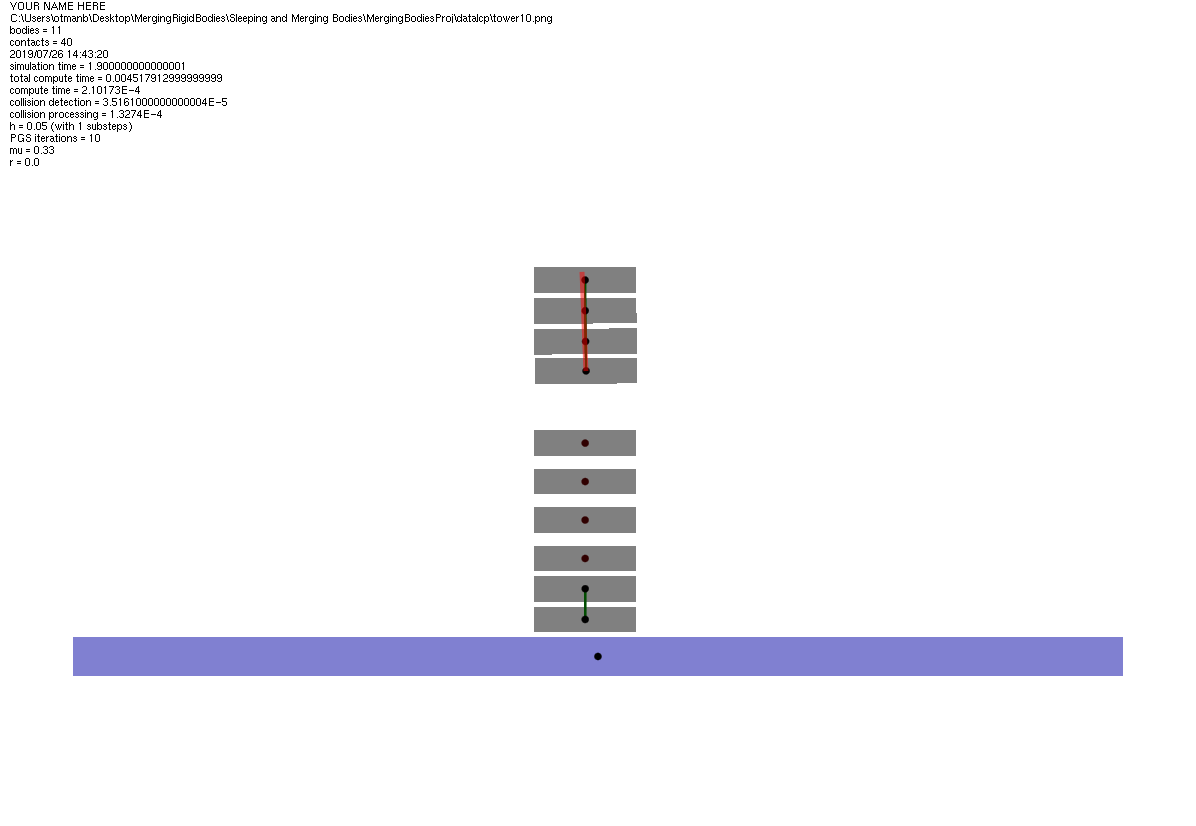 YOUR NAME HERE
C:\Users\otmanb\Desktop\MergingRigidBodies\Sleeping and Merging Bodies\MergingBodiesProj\datalcp\tower10.png
bodies = 11
contacts = 40
2019/07/26 14:43:20
simulation time = 1.900000000000001
total compute time = 0.004517912999999999
compute time = 2.10173E-4
collision detection = 3.5161000000000004E-5
collision processing = 1.3274E-4
h = 0.05 (with 1 substeps)
PGS iterations = 10
mu = 0.33
r = 0.0